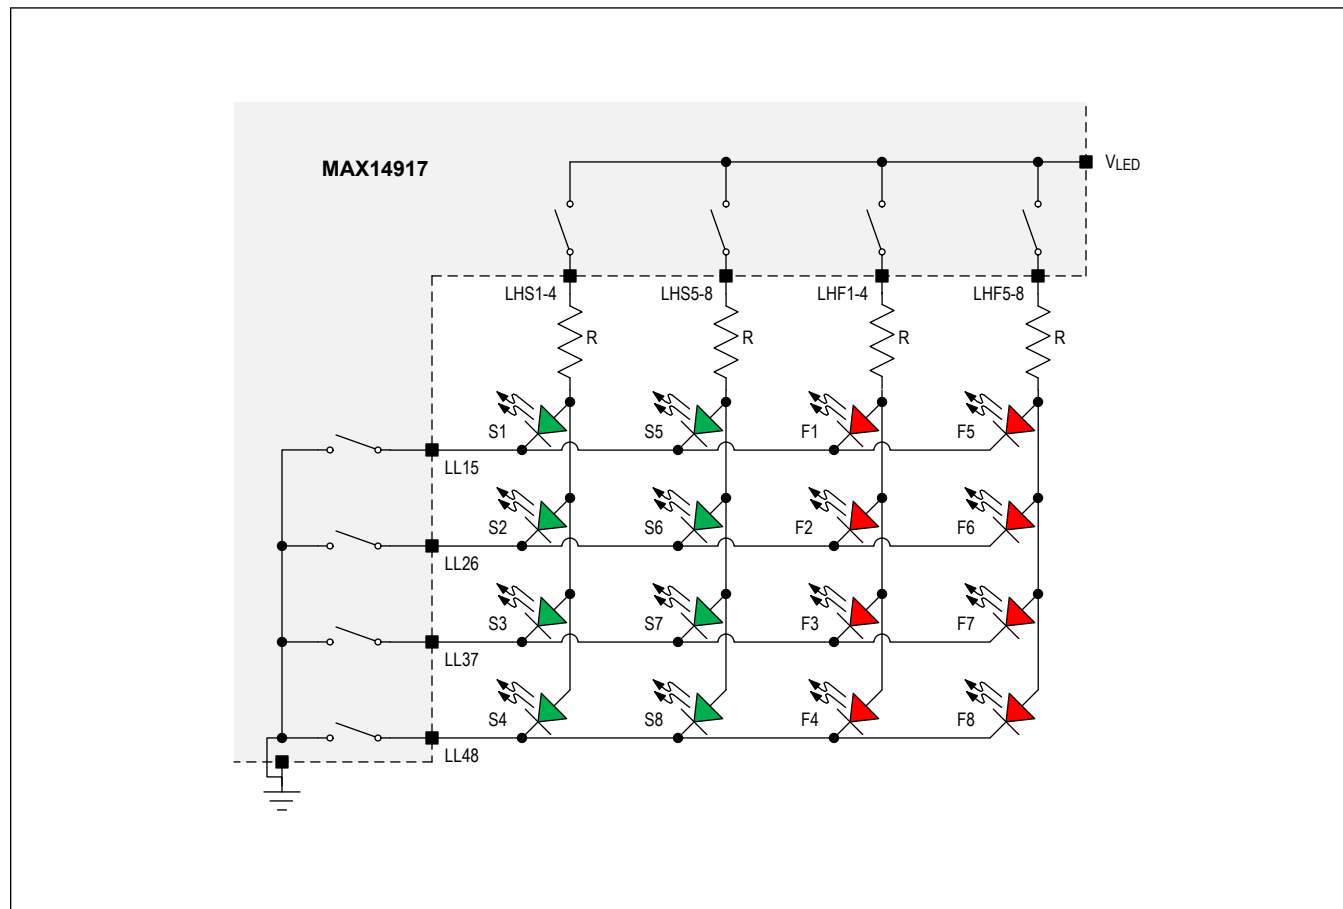 MAX14917
VLED
LHS1-4 LHS5-8 LHF1-4 LHF5-8
R R R R
S1 S5 F1 F5
LL15
S2 S6 F2 F6
LL26
S3 S7 F3 F7
LL37
S4 S8 F4 F8
LL48